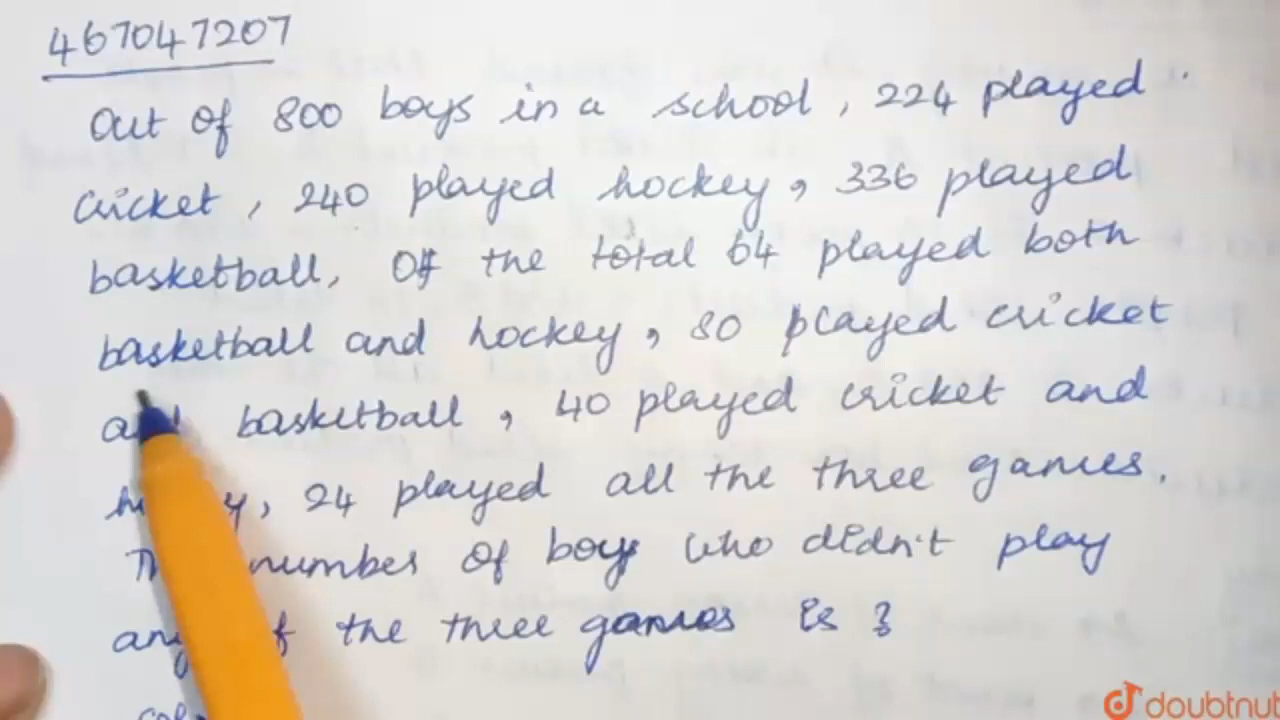 467047207
Out of 800 boys in a school, 224 played
cricket, 240 played hockey, 336 played
basketball, Of the total 64 played both
basketball and hockey, 80 played cricket
basketball, 40 played cricket and
24 played all the three games.
number of boys who didn't play
the three games is ?
doubtnut